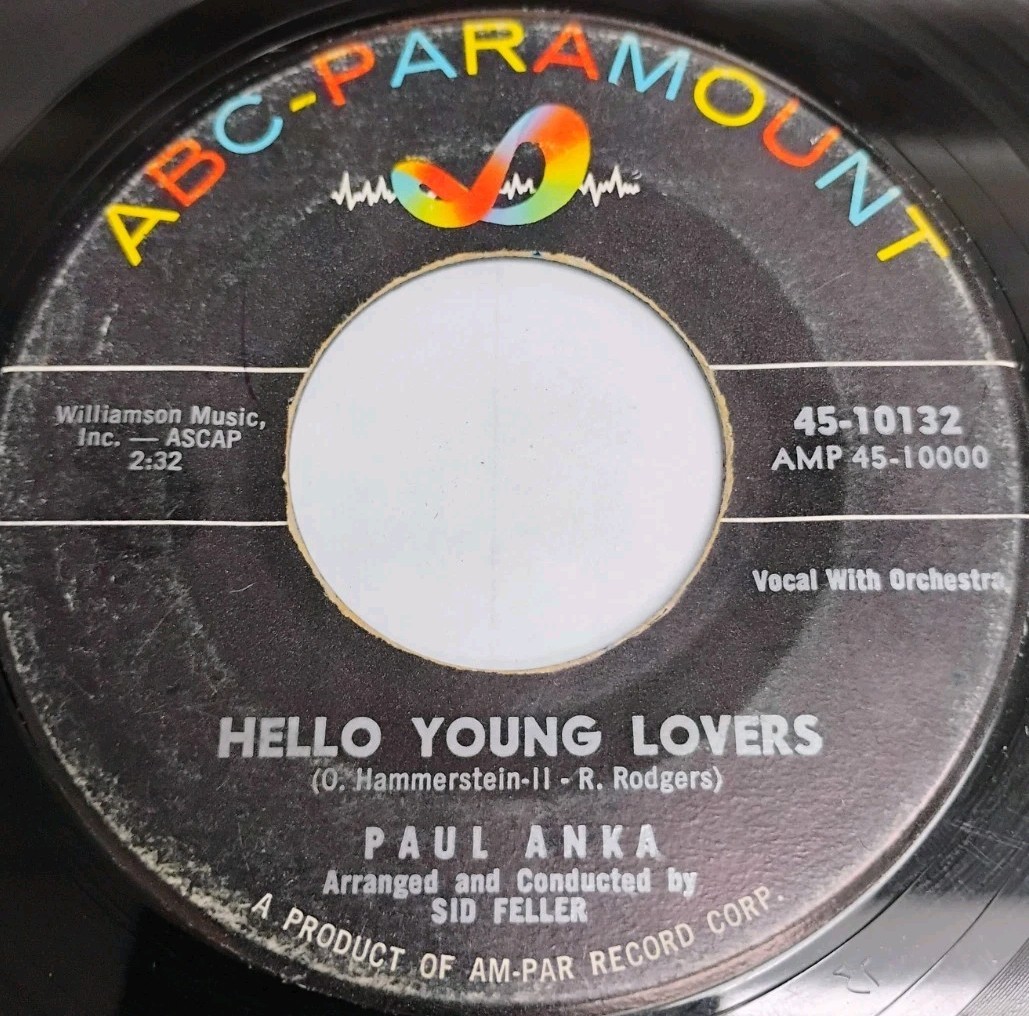 ABC-PARAMOUNT
Williamson Music,
Inc. — ASCAP
2:32
45-10132
AMP 45-10000
Vocal With Orchestra
HELLO YOUNG LOVERS
(O. Hammerstein-II - R. Rodgers)
PAUL ANKA
Arranged and Conducted by
SID FELLER
A PRODUCT OF AM-PAR RECORD CORP.